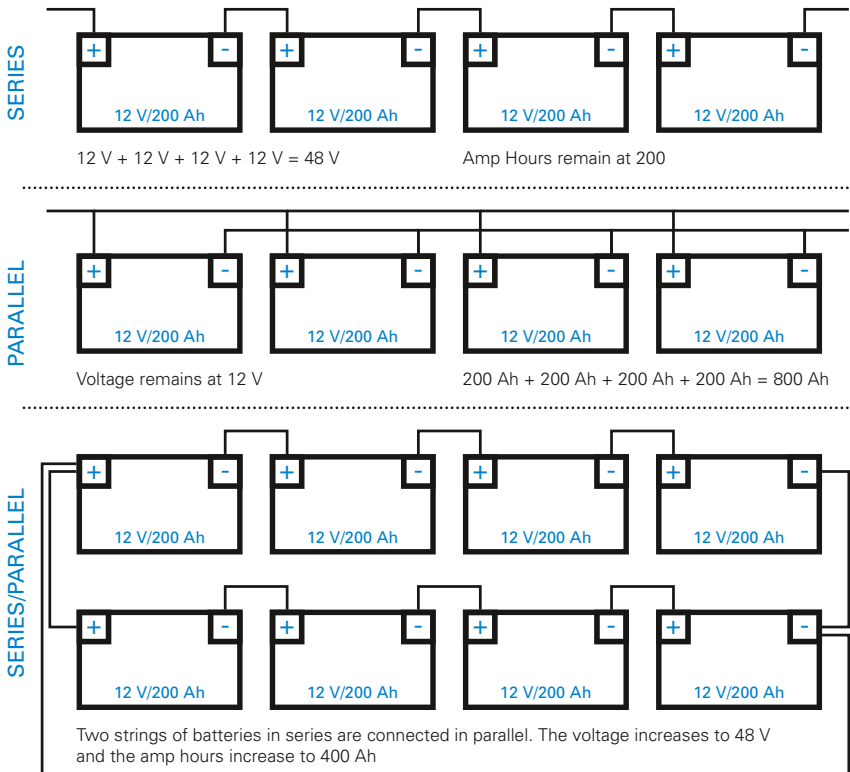 SERIES
+ - + - + - + -
12 V/200 Ah 12 V/200 Ah 12 V/200 Ah 12 V/200 Ah
12 V + 12 V + 12 V + 12 V = 48 V Amp Hours remain at 200
PARALLEL
+ - + - + - + -
12 V/200 Ah 12 V/200 Ah 12 V/200 Ah 12 V/200 Ah
Voltage remains at 12 V 200 Ah + 200 Ah + 200 Ah + 200 Ah = 800 Ah
SERIES/PARALLEL
+ - + - + - + -
12 V/200 Ah 12 V/200 Ah 12 V/200 Ah 12 V/200 Ah
+ - + - + - + -
12 V/200 Ah 12 V/200 Ah 12 V/200 Ah 12 V/200 Ah
Two strings of batteries in series are connected in parallel. The voltage increases to 48 V
and the amp hours increase to 400 Ah